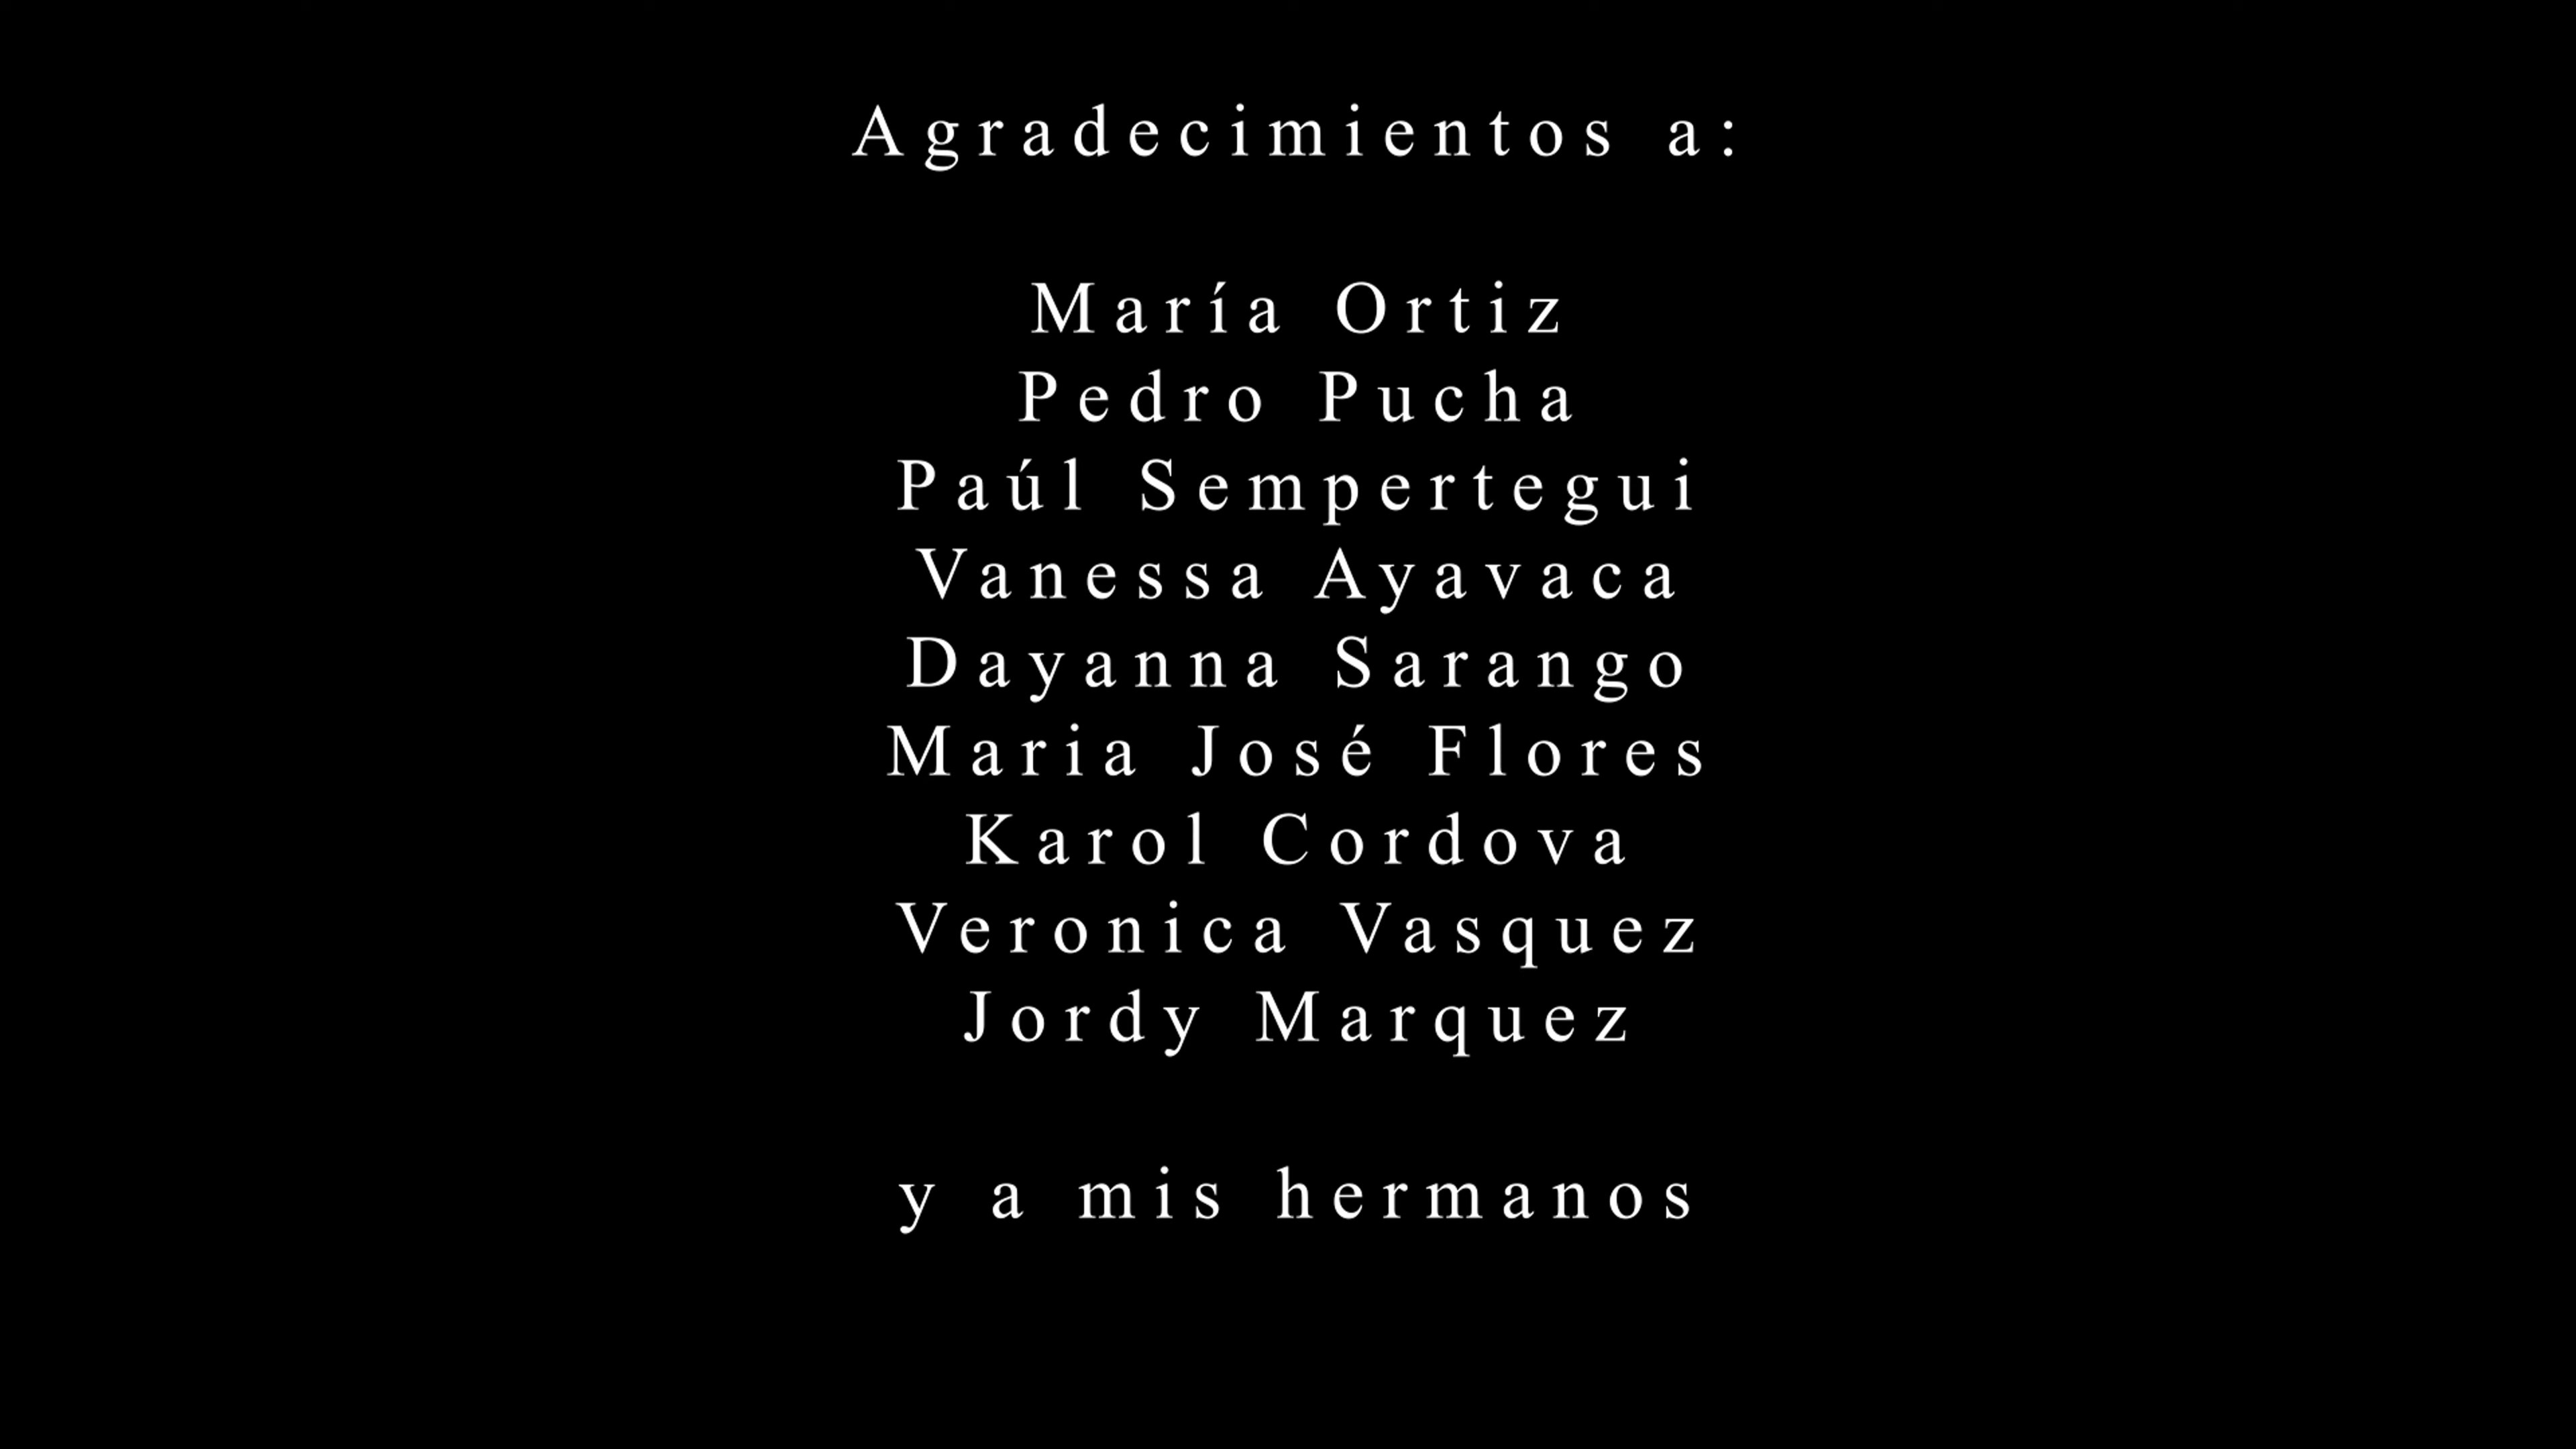 Agradecimientos a:
María Ortiz
Pedro Pucha
Paúl Sempertegui
Vanessa Ayavaca
Dayanna Sarango
Maria José Flores
Karol Cordova
Veronica Vasquez
Jordy Marquez
y a mis hermanos